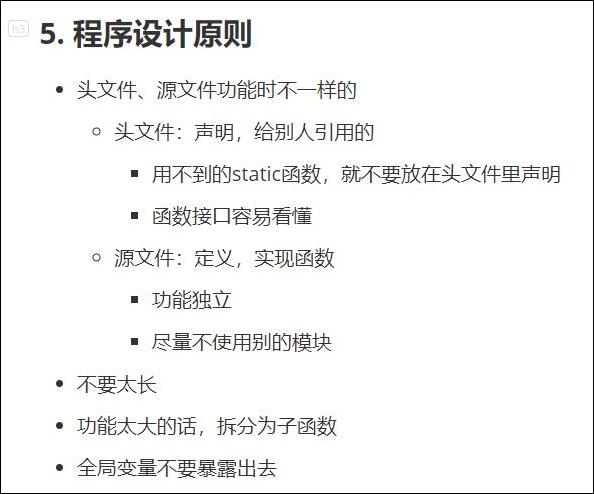 h3
5. 程序设计原则
头文件、源文件功能时不一样的
头文件：声明，给别人引用的
用不到的static函数，就不要放在头文件里声明
函数接口容易看懂
源文件：定义，实现函数
功能独立
尽量不使用别的模块
不要太长
功能太大的话，拆分为子函数
全局变量不要暴露出去